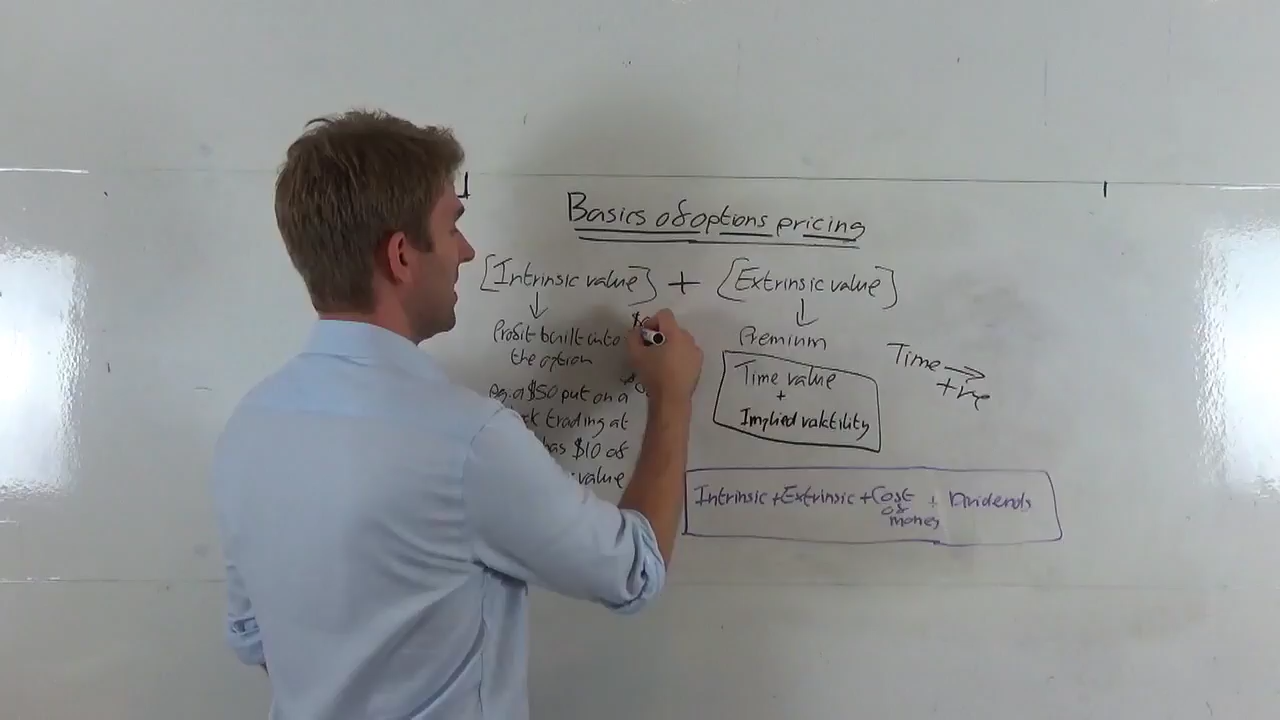 Basics of options pricing
[Intrinsic value] + [Extrinsic value]
Profit built into
the option
e.g. a $50 put on a
trading at
has $10 of
value
Premium
Time value
+
Implied volatility
Time →
+ve
Intrinsic + Extrinsic + Cost of money + Dividends